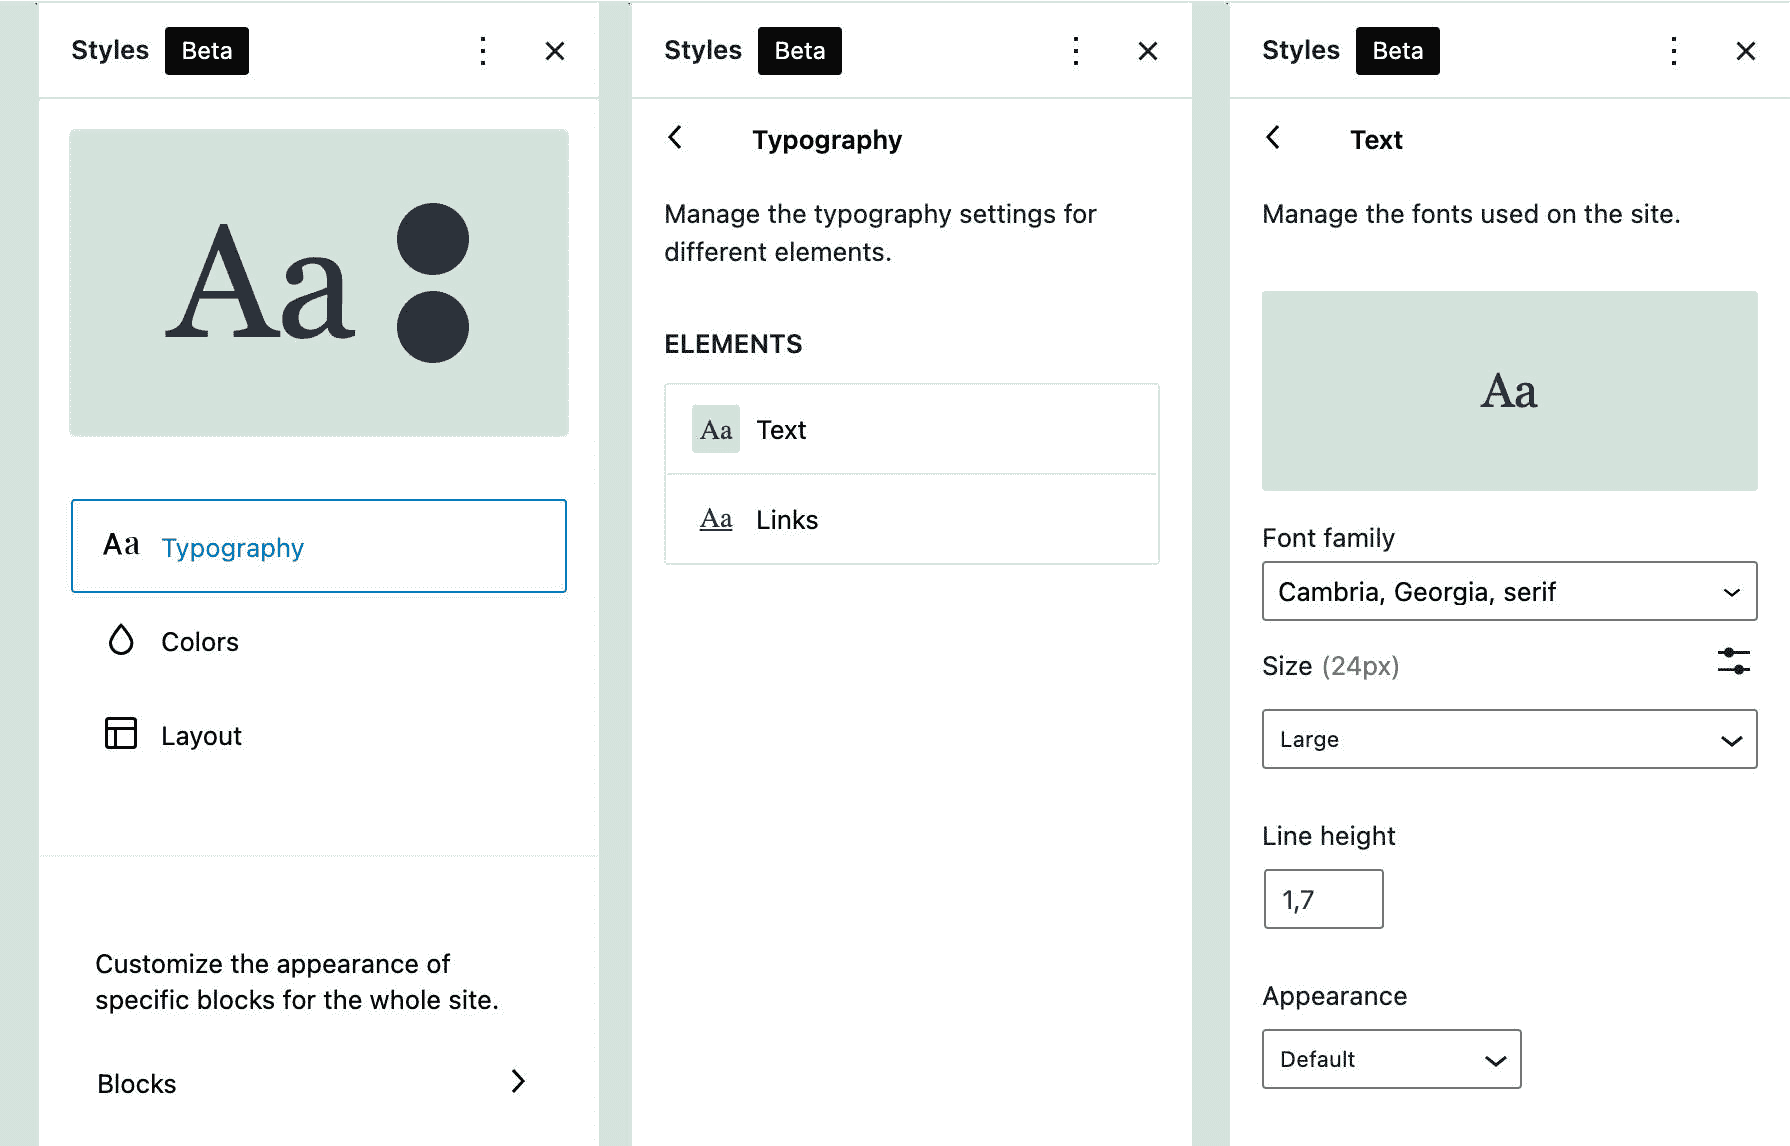 Styles Beta
Aa
Aa Typography
Colors
Layout
Customize the appearance of
specific blocks for the whole site.
Blocks
Styles Beta
Typography
Manage the typography settings for
different elements.
ELEMENTS
Aa Text
Aa Links
Styles Beta
Text
Manage the fonts used on the site.
Aa
Font family
Cambria, Georgia, serif
Size (24px)
Large
Line height
1,7
Appearance
Default